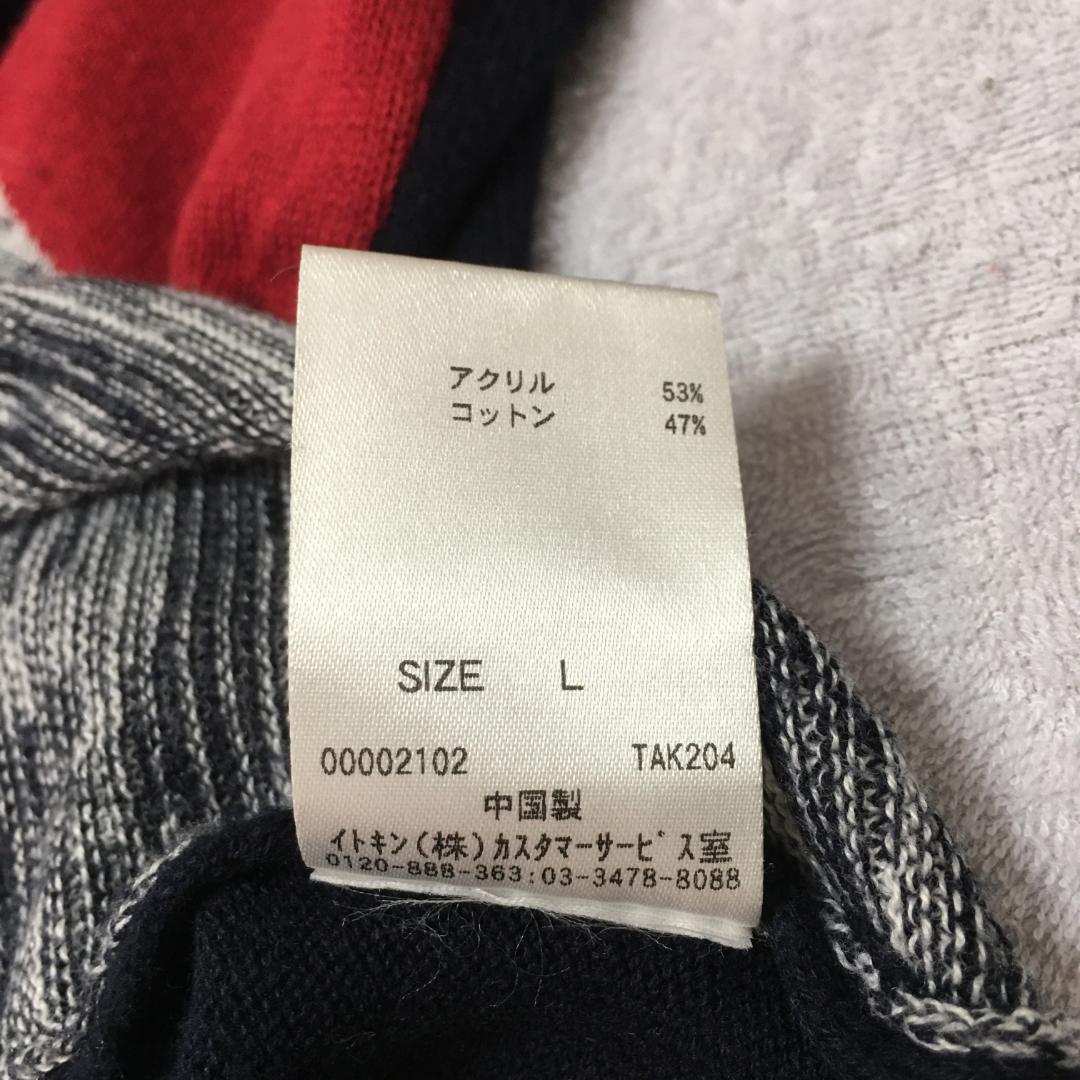 アクリル 53%
コットン 47%
SIZE L
00002102 TAK204
中国製
イトキン(株)カスタマーサービス室
0120-888-363:03-3478-8088